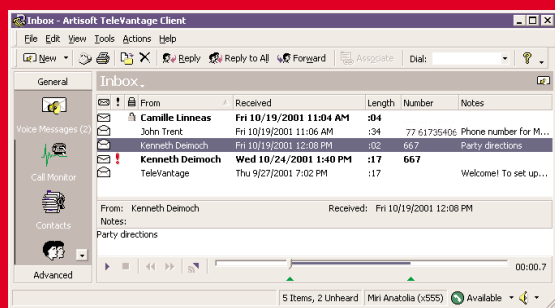 Inbox - Artisoft TeleVantage Client
File Edit View Tools Actions Help
New Reply Reply to All Forward Associate Dial:
General
Inbox
From Received Length Number Notes
Camille Linneas Fri 10/19/2001 11:04 AM :04
John Trent Fri 10/19/2001 11:06 AM :34 77 61735406 Phone number for M...
Kenneth Deimoch Fri 10/19/2001 12:08 PM :02 667 Party directions
Kenneth Deimoch Wed 10/24/2001 1:40 PM :17 667
TeleVantage Thu 9/27/2001 7:02 PM :17 Welcome! To set up...
Voice Messages (2)
Call Monitor
Contacts
Advanced
From: Kenneth Deimoch Received: Fri 10/19/2001 12:08 PM
Notes:
Party directions
00:00.7
5 Items, 2 Unheard Miri Anatolia (x555) Available